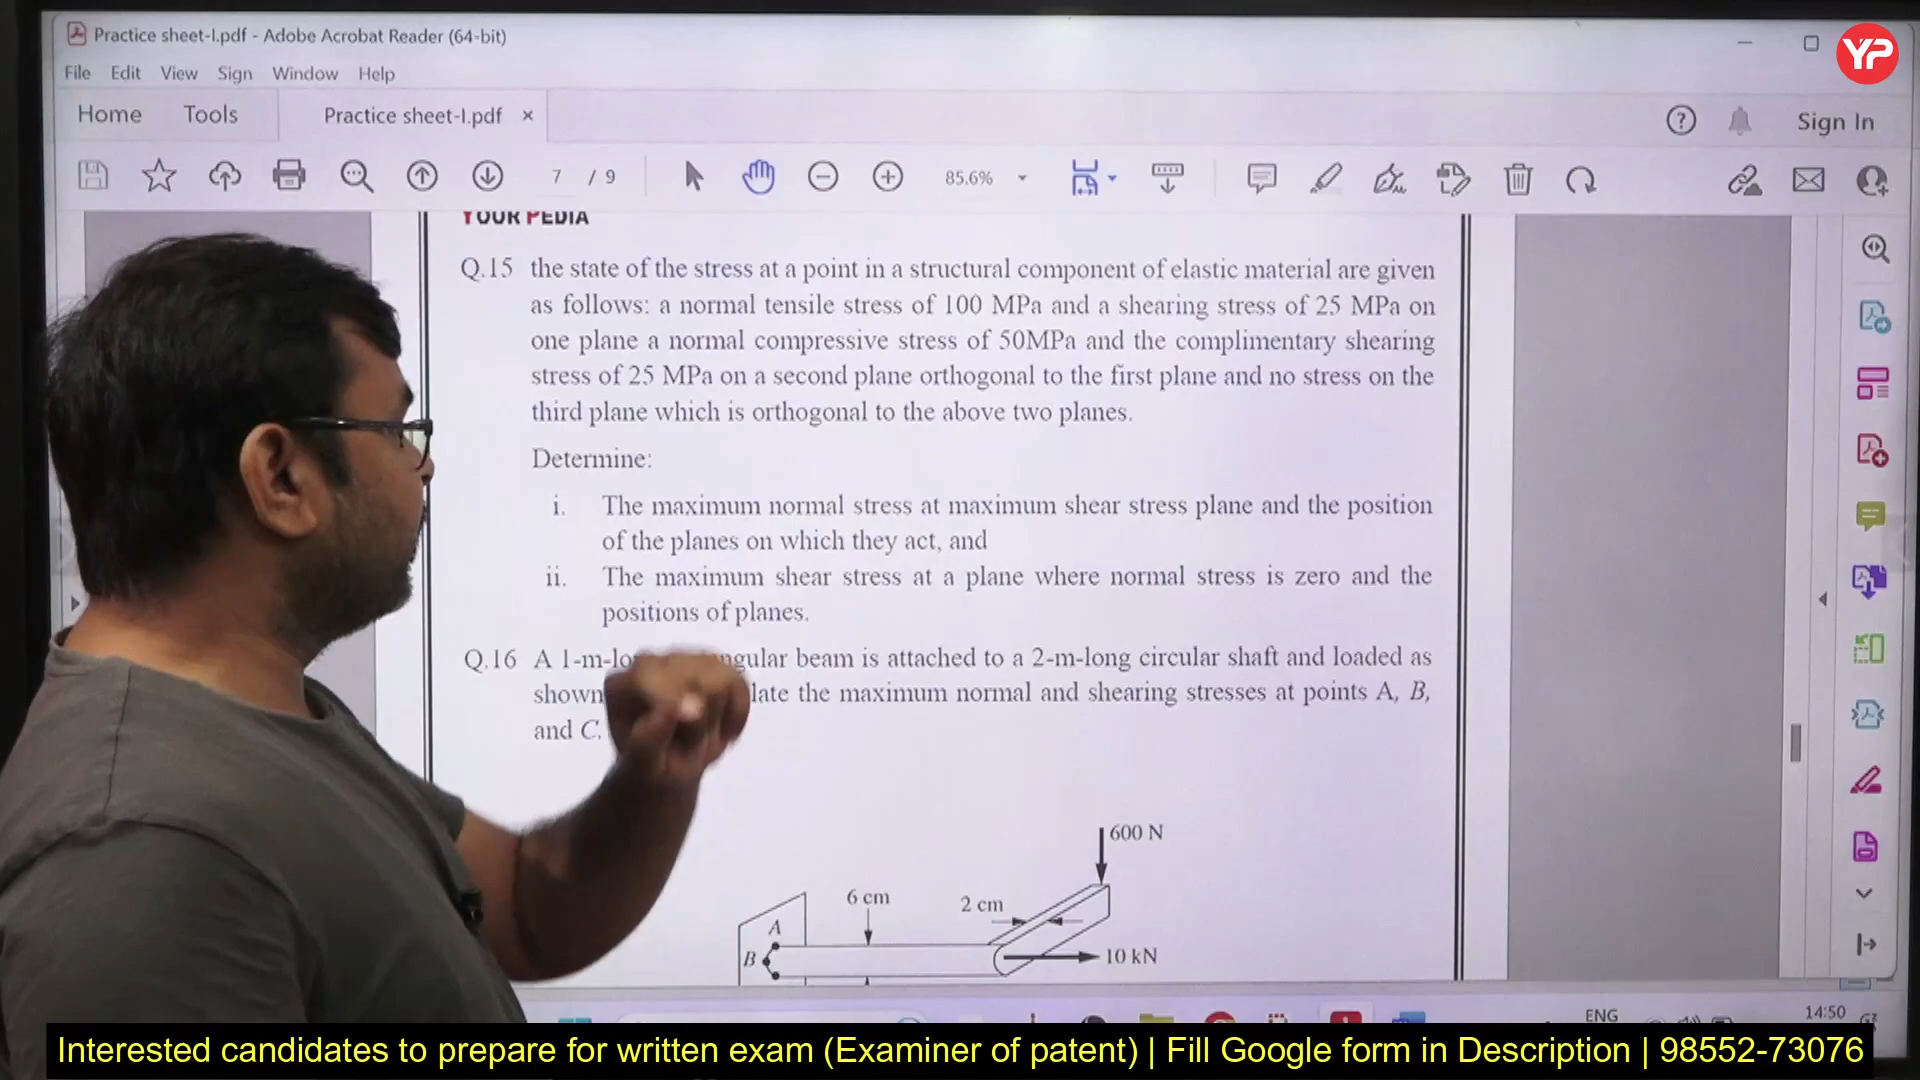 Practice sheet-I.pdf - Adobe Acrobat Reader (64-bit)
YP
File Edit View Sign Window Help
Home Tools Practice sheet-I.pdf × Sign In
7 / 9 85.6%
YOUR PEDIA
Q.15 the state of the stress at a point in a structural component of elastic material are given
as follows: a normal tensile stress of 100 MPa and a shearing stress of 25 MPa on
one plane a normal compressive stress of 50MPa and the complimentary shearing
stress of 25 MPa on a second plane orthogonal to the first plane and no stress on the
third plane which is orthogonal to the above two planes.
Determine:
i. The maximum normal stress at maximum shear stress plane and the position
of the planes on which they act, and
ii. The maximum shear stress at a plane where normal stress is zero and the
positions of planes.
Q.16 A 1-m-lo ngular beam is attached to a 2-m-long circular shaft and loaded as
shown late the maximum normal and shearing stresses at points A, B,
and C.
600 N
6 cm
2 cm
A
B
10 kN
ENG
14:50
Interested candidates to prepare for written exam (Examiner of patent) | Fill Google form in Description | 98552-73076